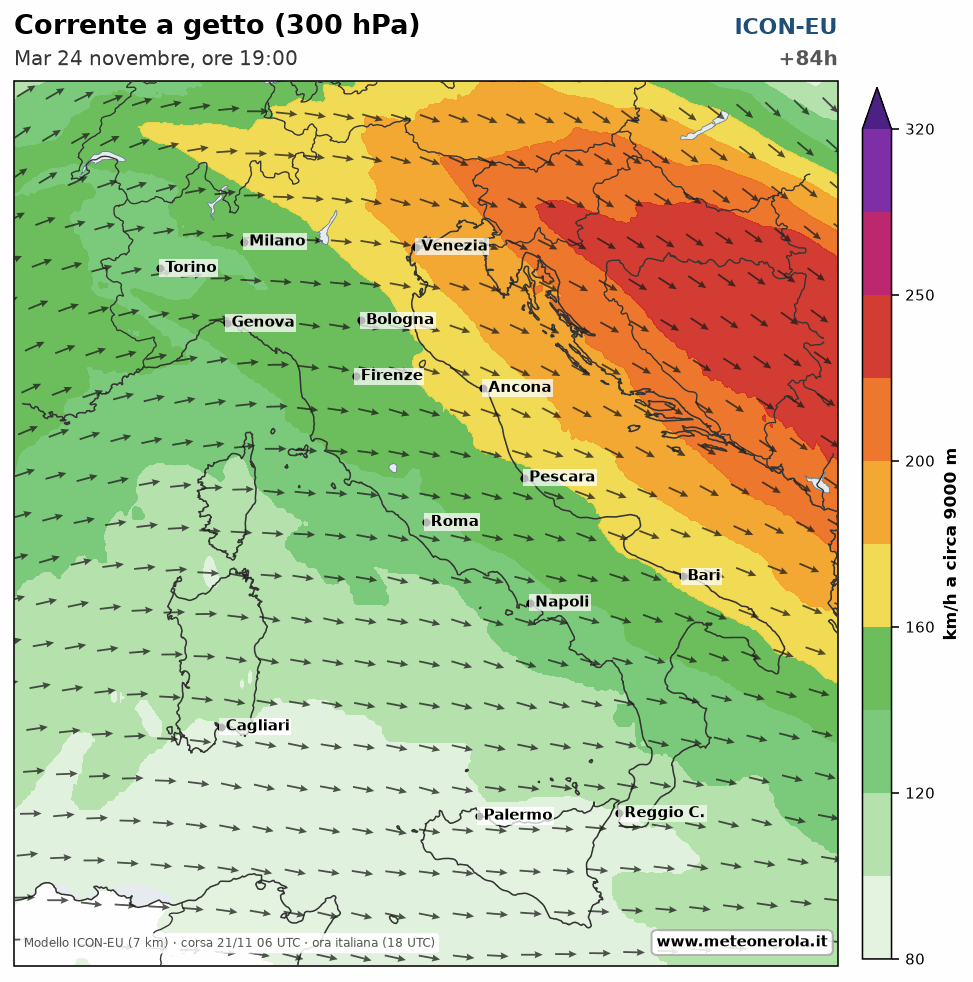 Corrente a getto (300 hPa)
ICON-EU
Mar 24 novembre, ore 19:00
+84h
320
Milano
Venezia
Torino
250
Genova
Bologna
Firenze
Ancona
200
Pescara
Roma
km/h a circa 9000 m
Bari
Napoli
160
Cagliari
120
Palermo
Reggio C.
Modello ICON-EU (7 km) · corsa 21/11 06 UTC · ora italiana (18 UTC)
www.meteonerola.it
80